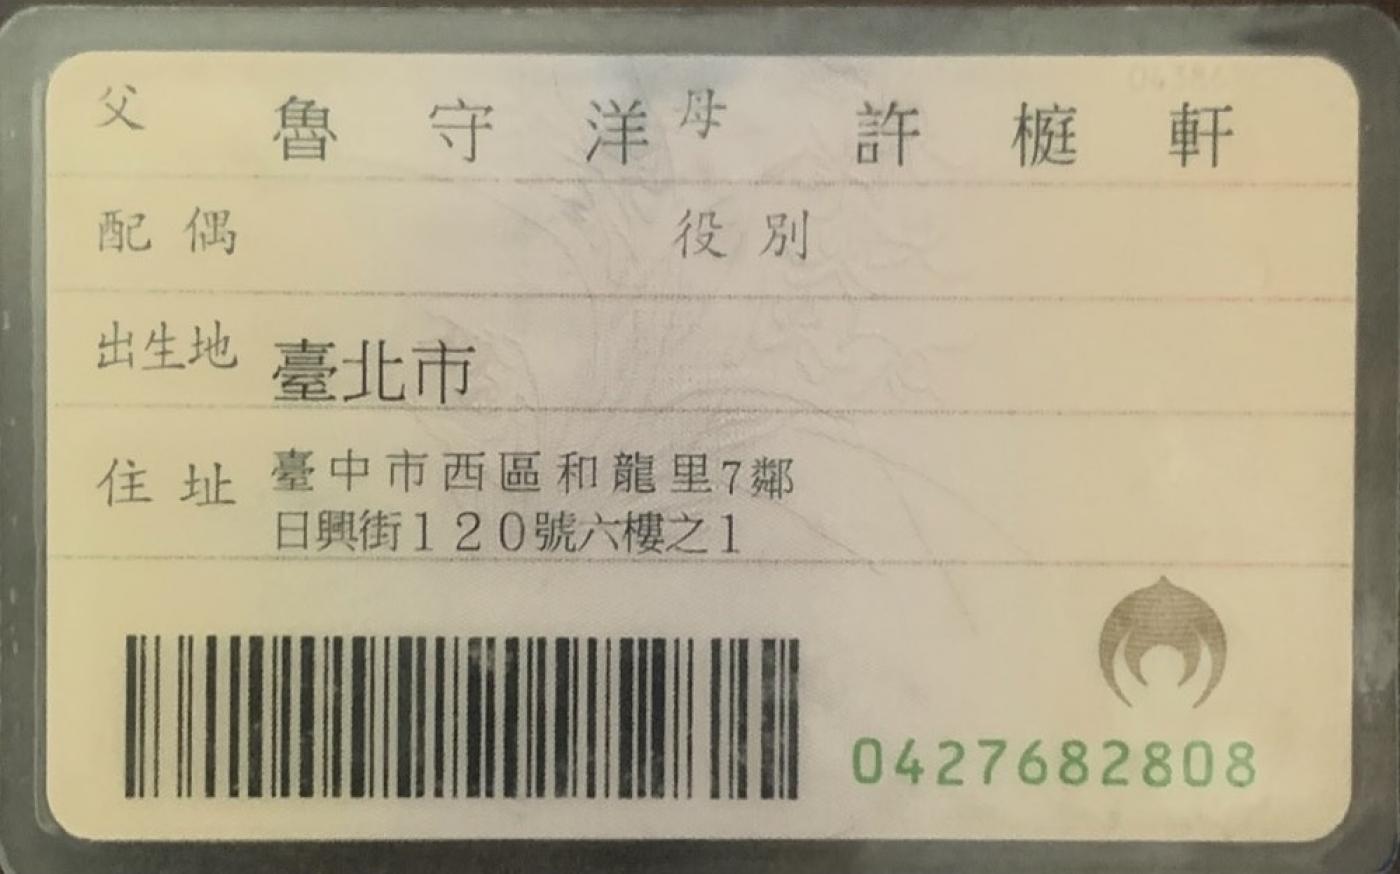 父 魯守洋 母 許榳軒
配偶 役別
出生地 臺北市
住址 臺中市西區和龍里7鄰
日興街120號六樓之1
0427682808